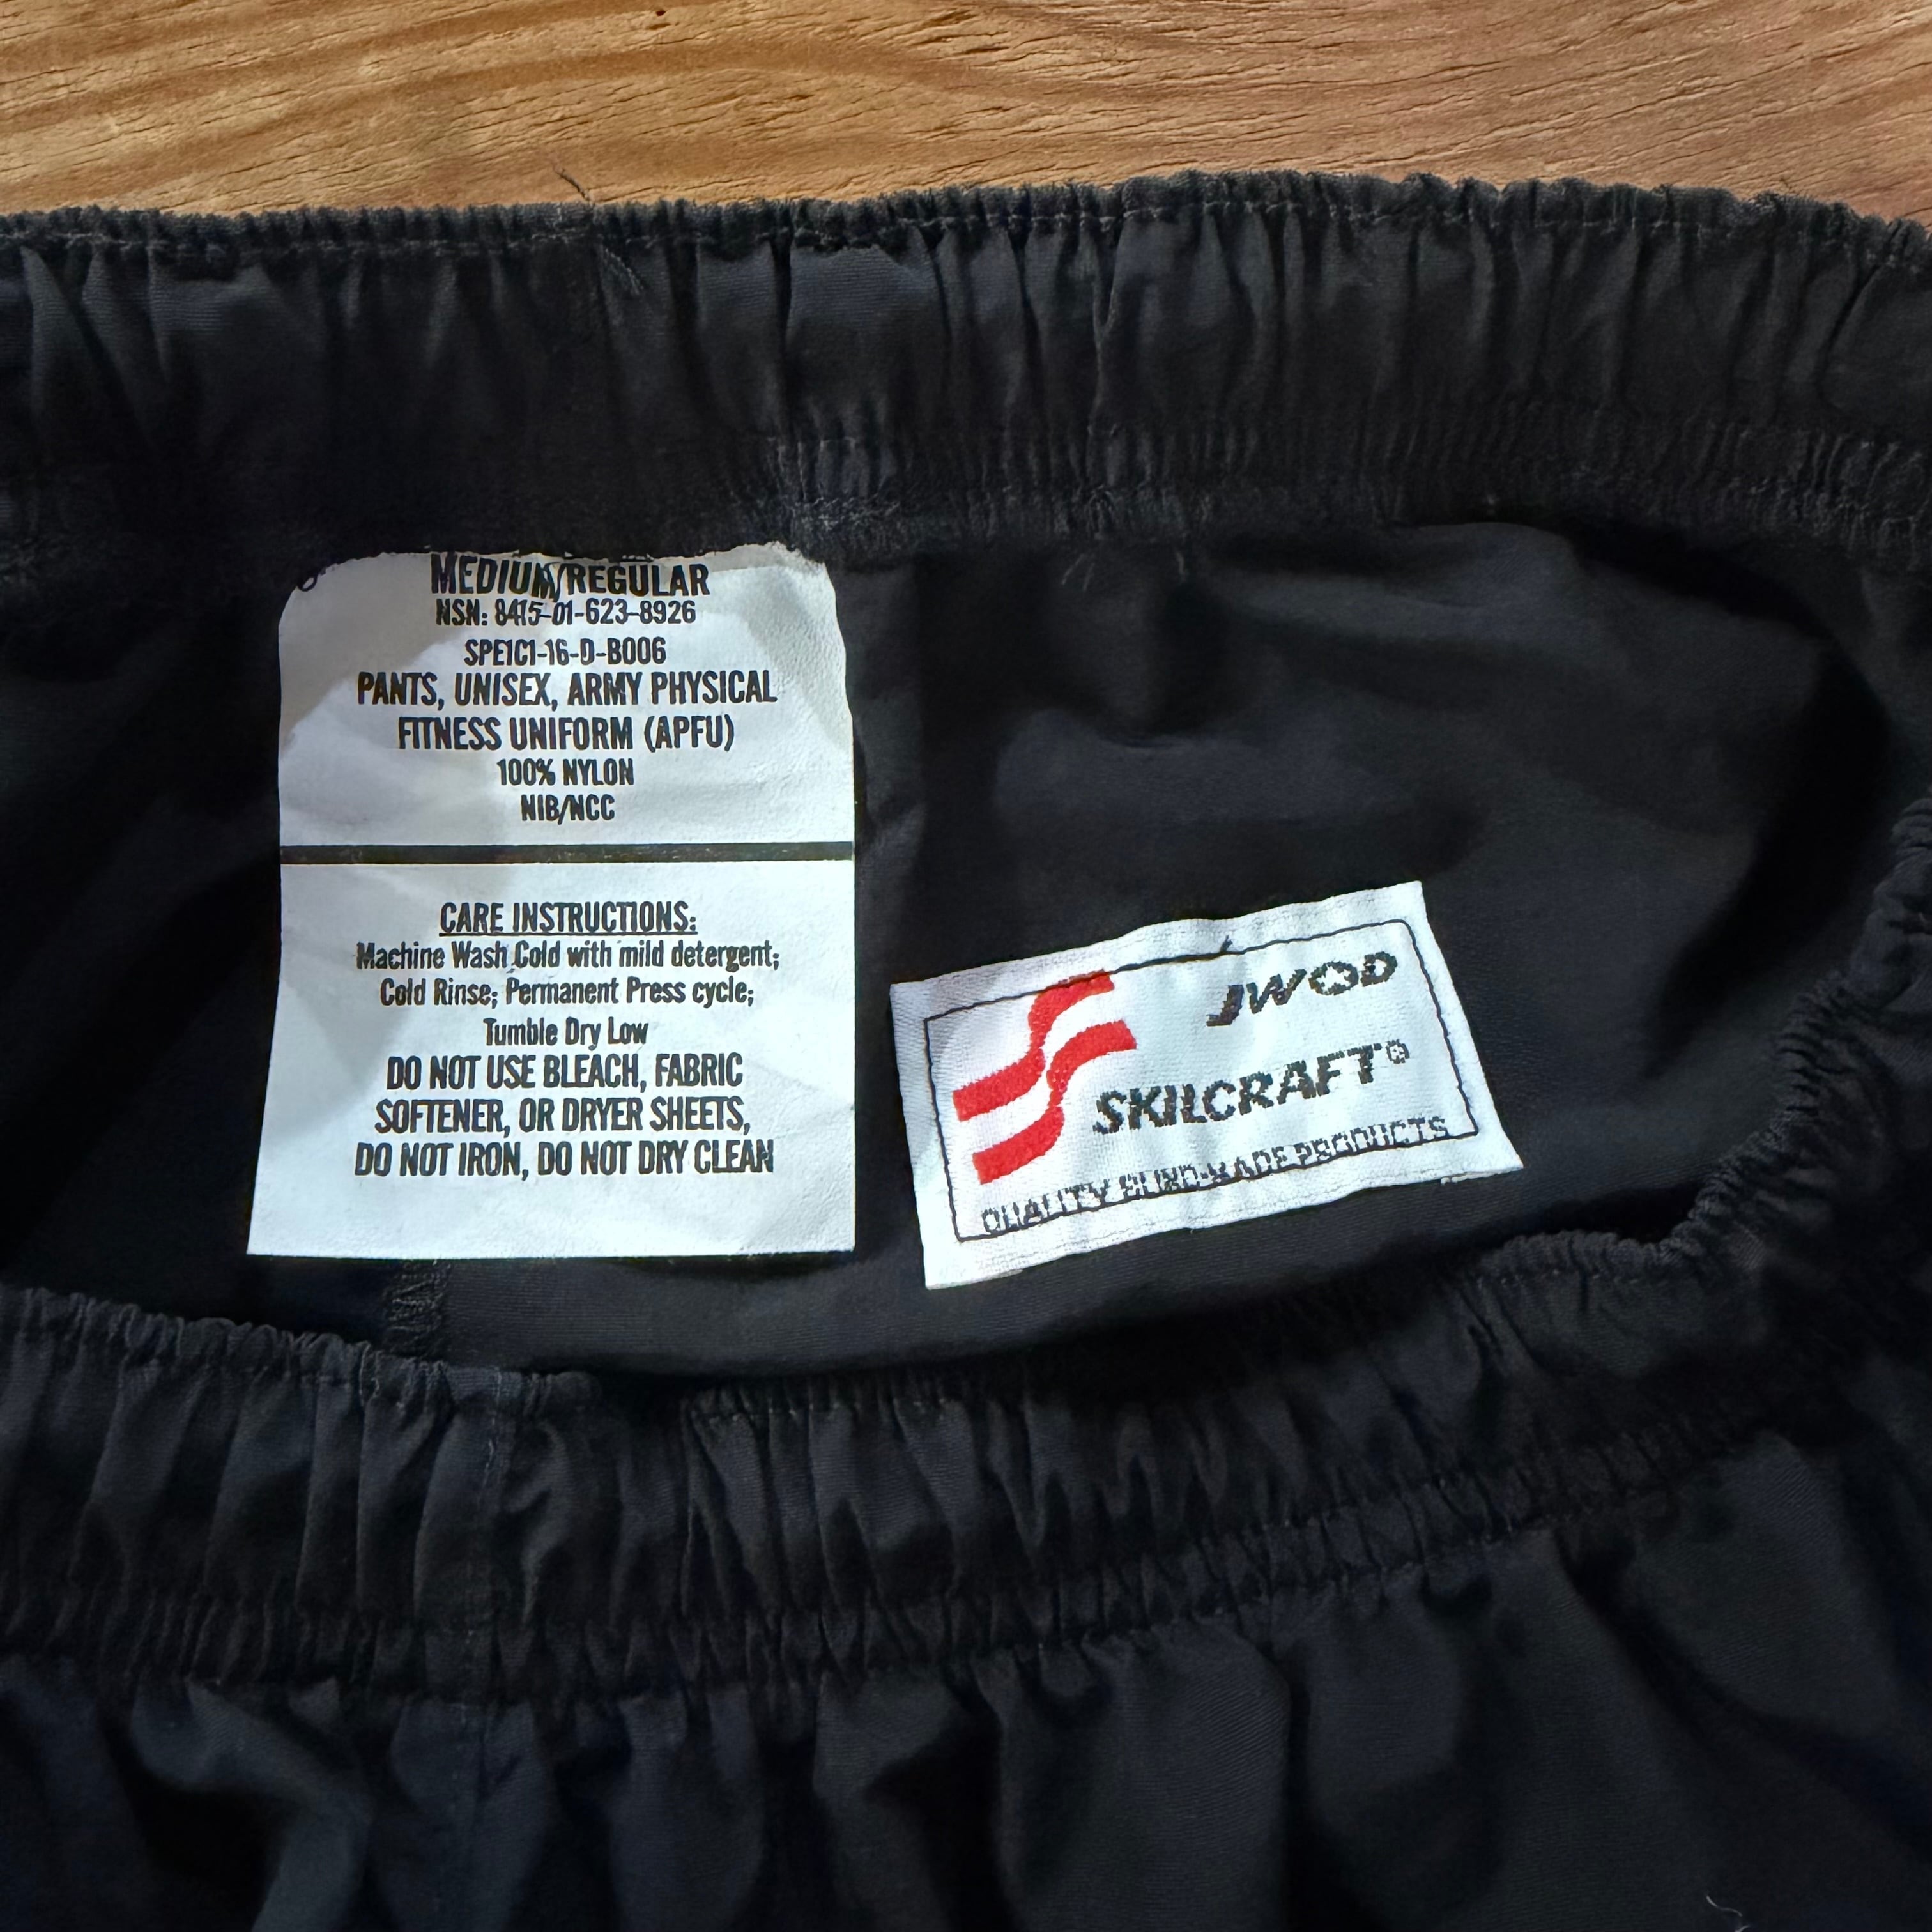 MEDIUM/REGULAR
NSN: 8415-01-623-8926
SPE1C1-16-D-B006
PANTS, UNISEX, ARMY PHYSICAL
FITNESS UNIFORM (APFU)
100% NYLON
NIB/NCC
CARE INSTRUCTIONS:
Machine Wash Cold with mild detergent;
Cold Rinse; Permanent Press cycle;
Tumble Dry Low
DO NOT USE BLEACH, FABRIC
SOFTENER, OR DRYER SHEETS,
DO NOT IRON, DO NOT DRY CLEAN
JWOD
SKILCRAFT®
QUALITY BLIND-MADE PRODUCTS